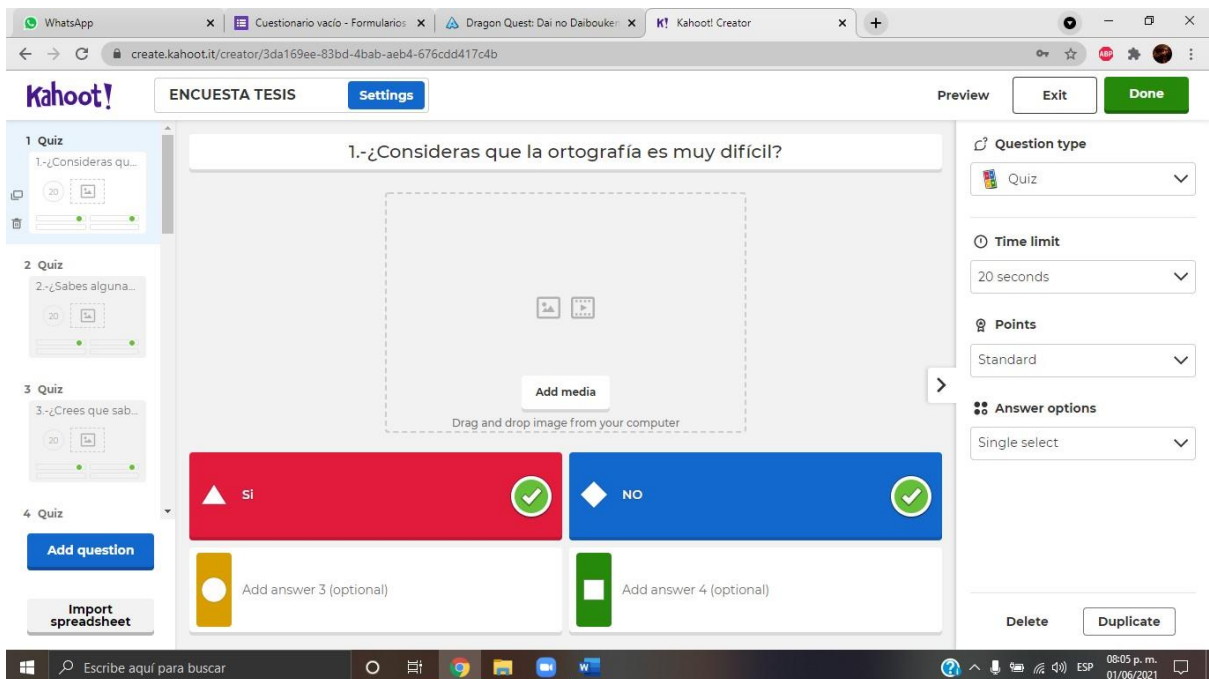 WhatsApp
Cuestionario vacío - Formularios
Dragon Quest: Dai no Daibouker
K! Kahoot! Creator
create.kahoot.it/creator/3da169ee-83bd-4bab-aeb4-676cdd417c4b
ABP
Kahoot!
ENCUESTA TESIS
Settings
Preview
Exit
Done
1 Quiz
1.-¿Consideras qu...
20
2 Quiz
2.-¿Sabes alguna...
20
3 Quiz
3.-¿Crees que sab...
20
4 Quiz
Add question
Import
spreadsheet
1.-¿Consideras que la ortografía es muy difícil?
Add media
Drag and drop image from your computer
Si
NO
Add answer 3 (optional)
Add answer 4 (optional)
Question type
Quiz
Time limit
20 seconds
Points
Standard
Answer options
Single select
Delete
Duplicate
Escribe aquí para buscar
ESP
08:05 p. m.
01/06/2021